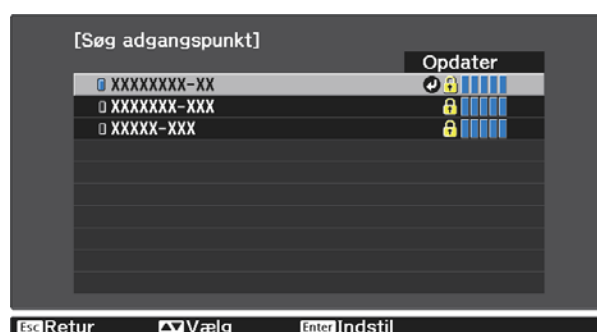 [Søg adgangspunkt]
Opdater
XXXXXXXX-XX
XXXXXXX-XXX
XXXXX-XXX
Esc Retur Vælg Enter Indstil